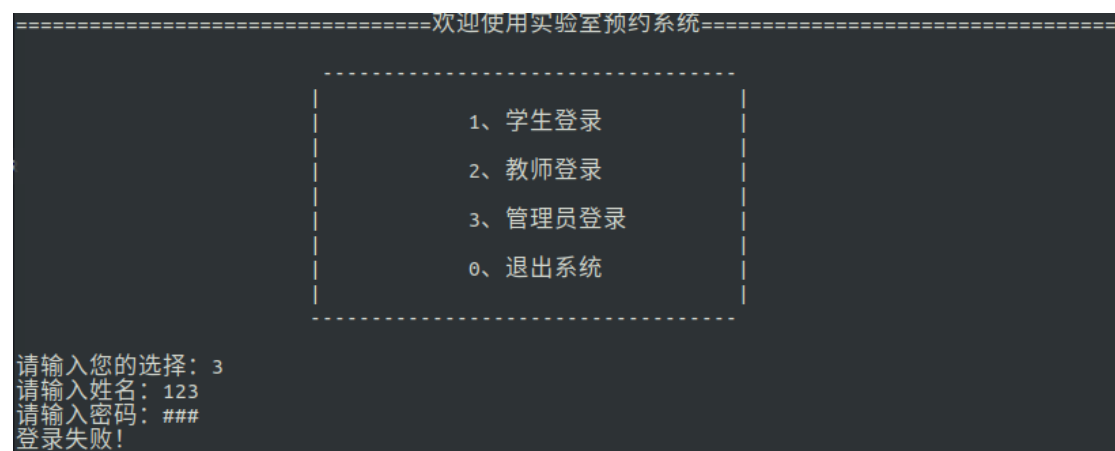 ==================================欢迎使用实验室预约系统==================================
----------------------------------
1、学生登录
2、教师登录
3、管理员登录
0、退出系统
-----------------------------------
请输入您的选择：3
请输入姓名：123
请输入密码：###
登录失败！